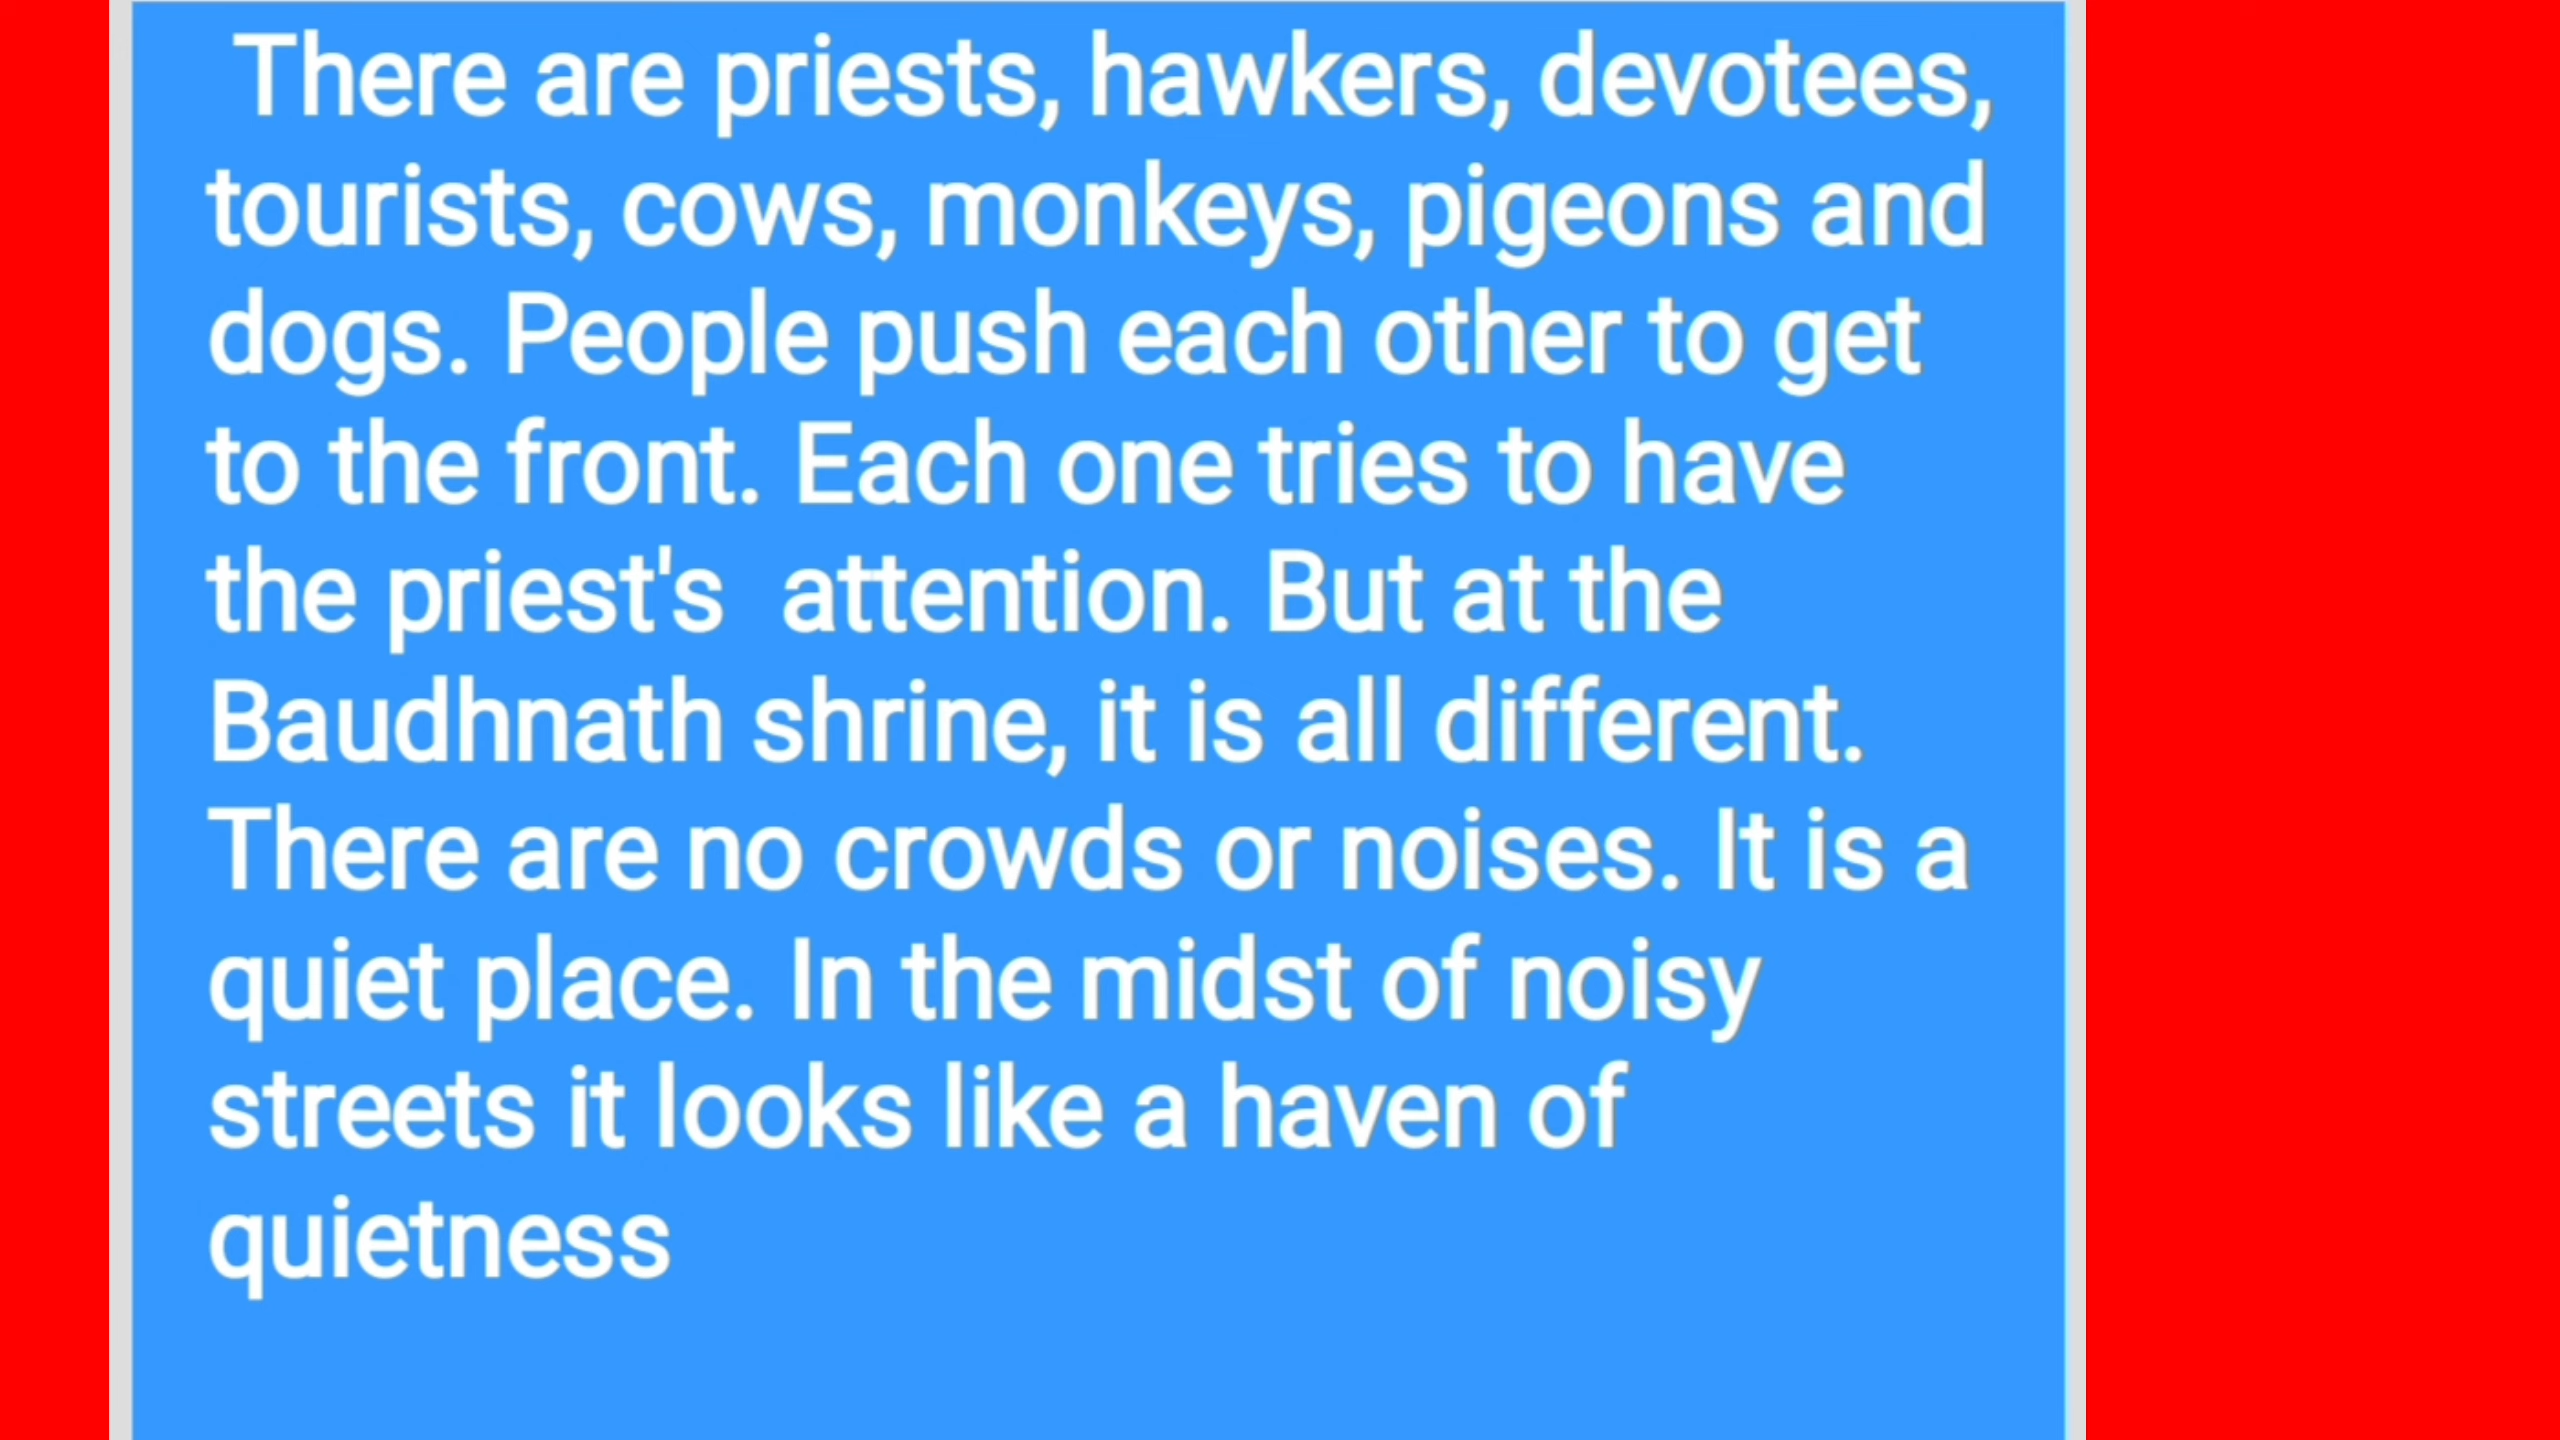 There are priests, hawkers, devotees,
tourists, cows, monkeys, pigeons and
dogs. People push each other to get
to the front. Each one tries to have
the priest's  attention. But at the
Baudhnath shrine, it is all different.
There are no crowds or noises. It is a
quiet place. In the midst of noisy
streets it looks like a haven of
quietness